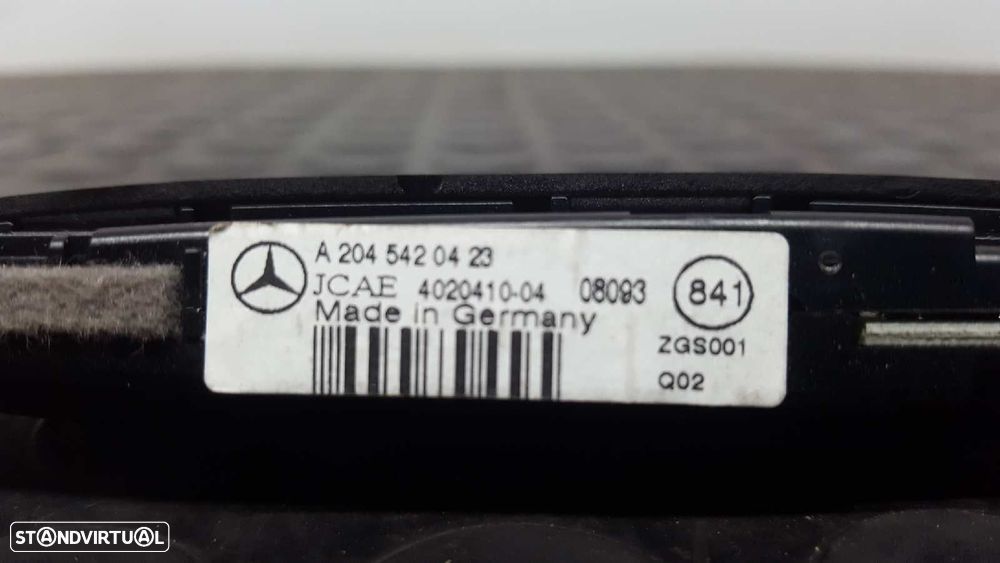 A 204 542 04 23
JCAE 4020410-04 08093 841
Made in Germany
ZGS001
Q02
STANDVIRTUAL